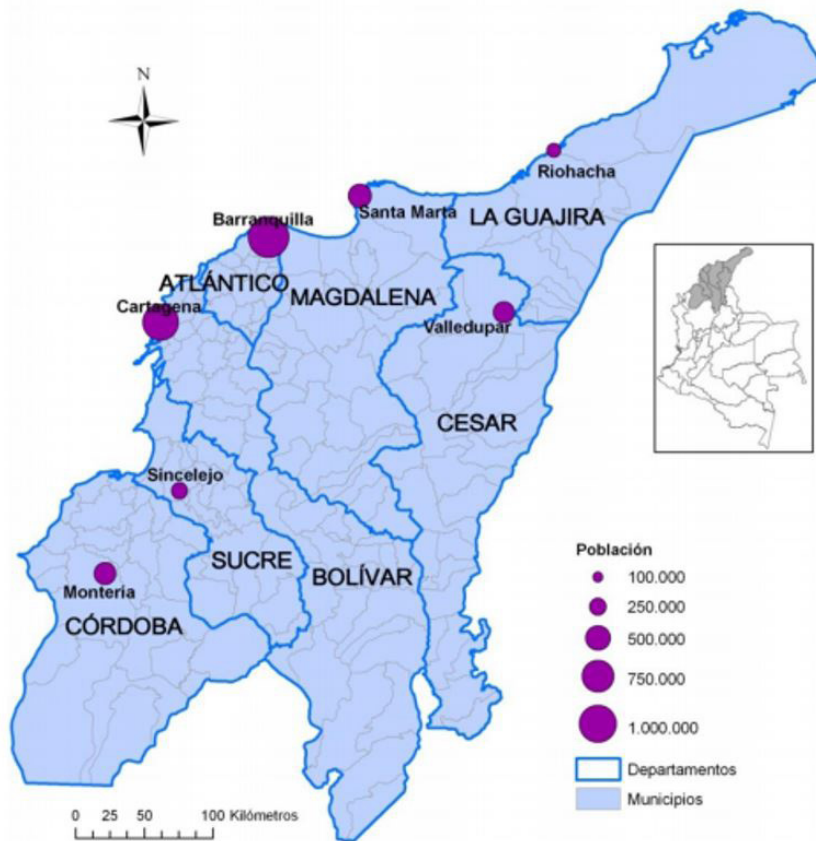 N
Riohacha
Santa Marta
LA GUAJIRA
Barranquilla
ATLÁNTICO
MAGDALENA
Cartagena
Valledupar
CESAR
Sincelejo
SUCRE
BOLÍVAR
Montería
CÓRDOBA
Población
100.000
250.000
500.000
750.000
1.000.000
Departamentos
Municipios
0 25 50 100 Kilómetros